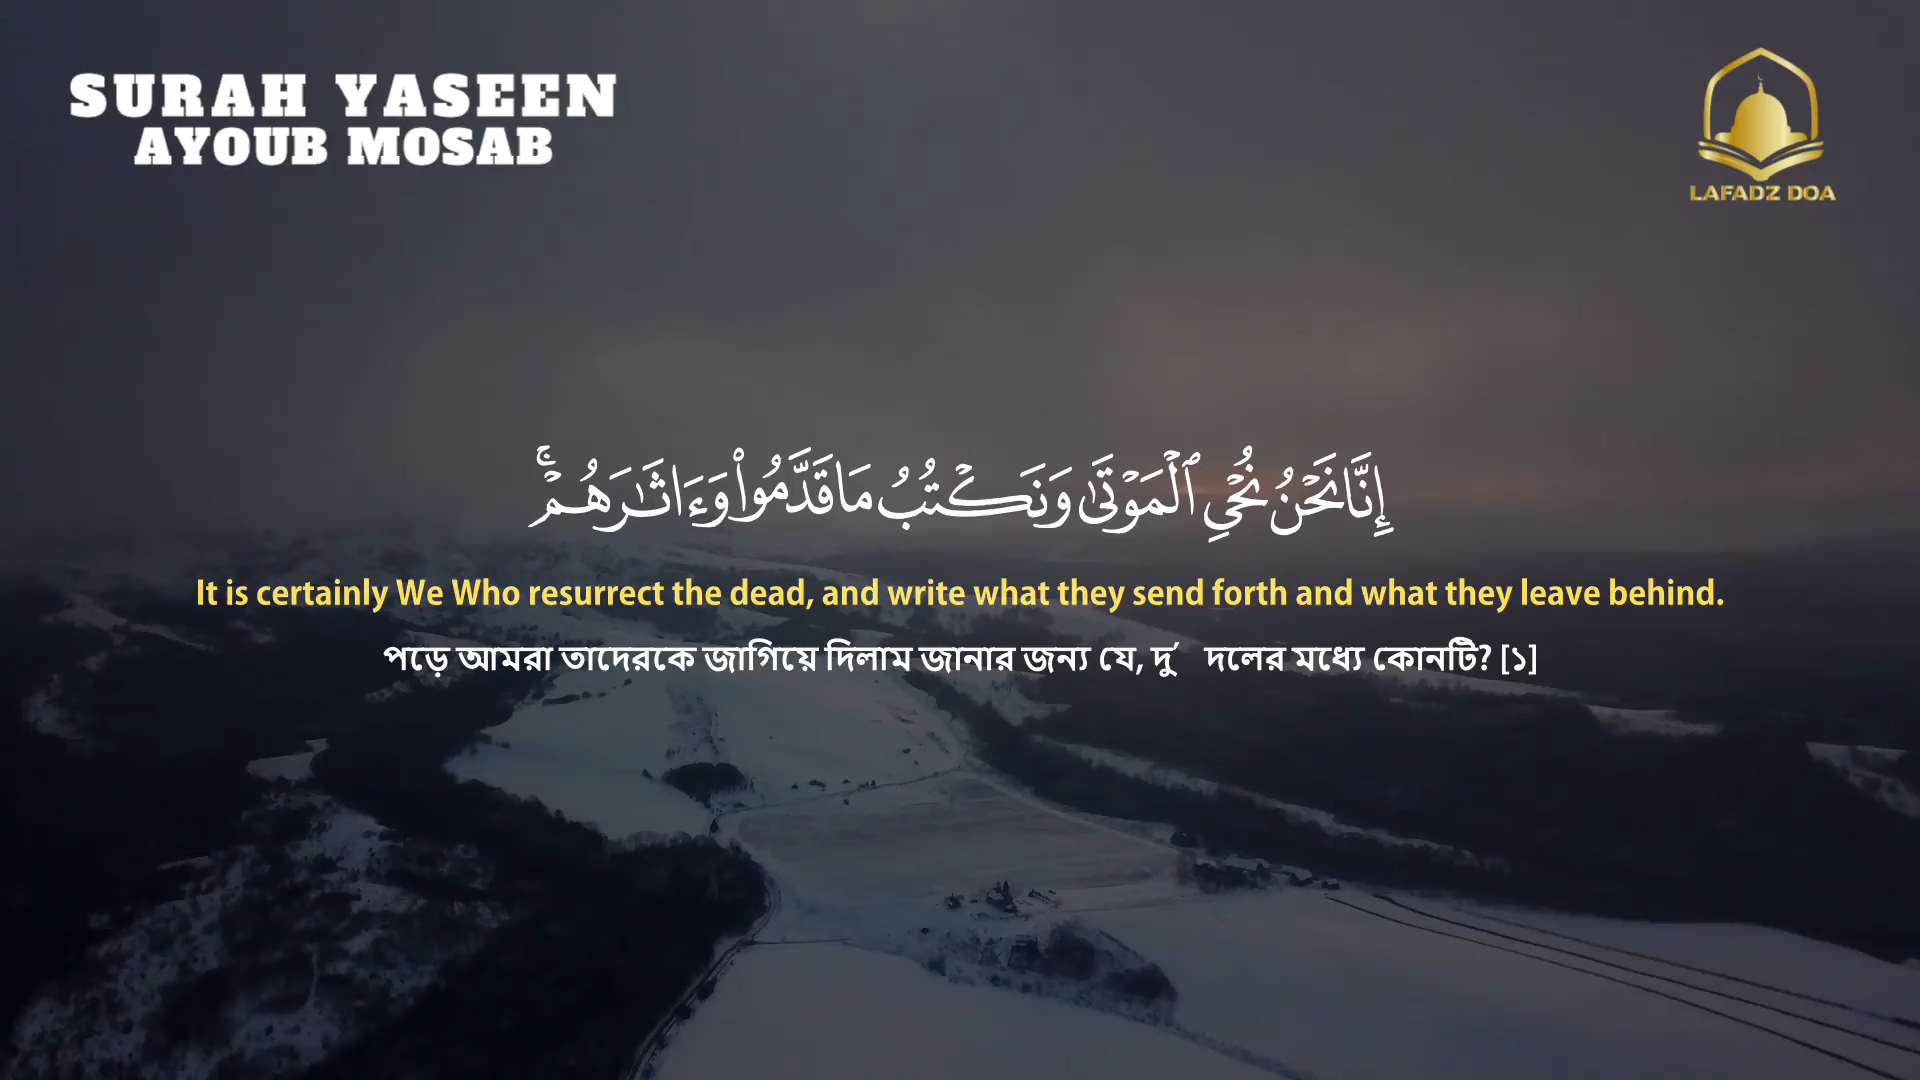 SURAH YASEEN
AYOUB MOSAB
LAFADZ DOA
إِنَّا نَحْنُ نُحْىِ ٱلْمَوْتَىٰ وَنَكْتُبُ مَا قَدَّمُوا۟ وَءَاثَـٰرَهُمْ ۚ
It is certainly We Who resurrect the dead, and write what they send forth and what they leave behind.
পড়ে আমরা তাদেরকে জাগিয়ে দিলাম জানার জন্য যে, দু’ দলের মধ্যে কোনটি? [১]